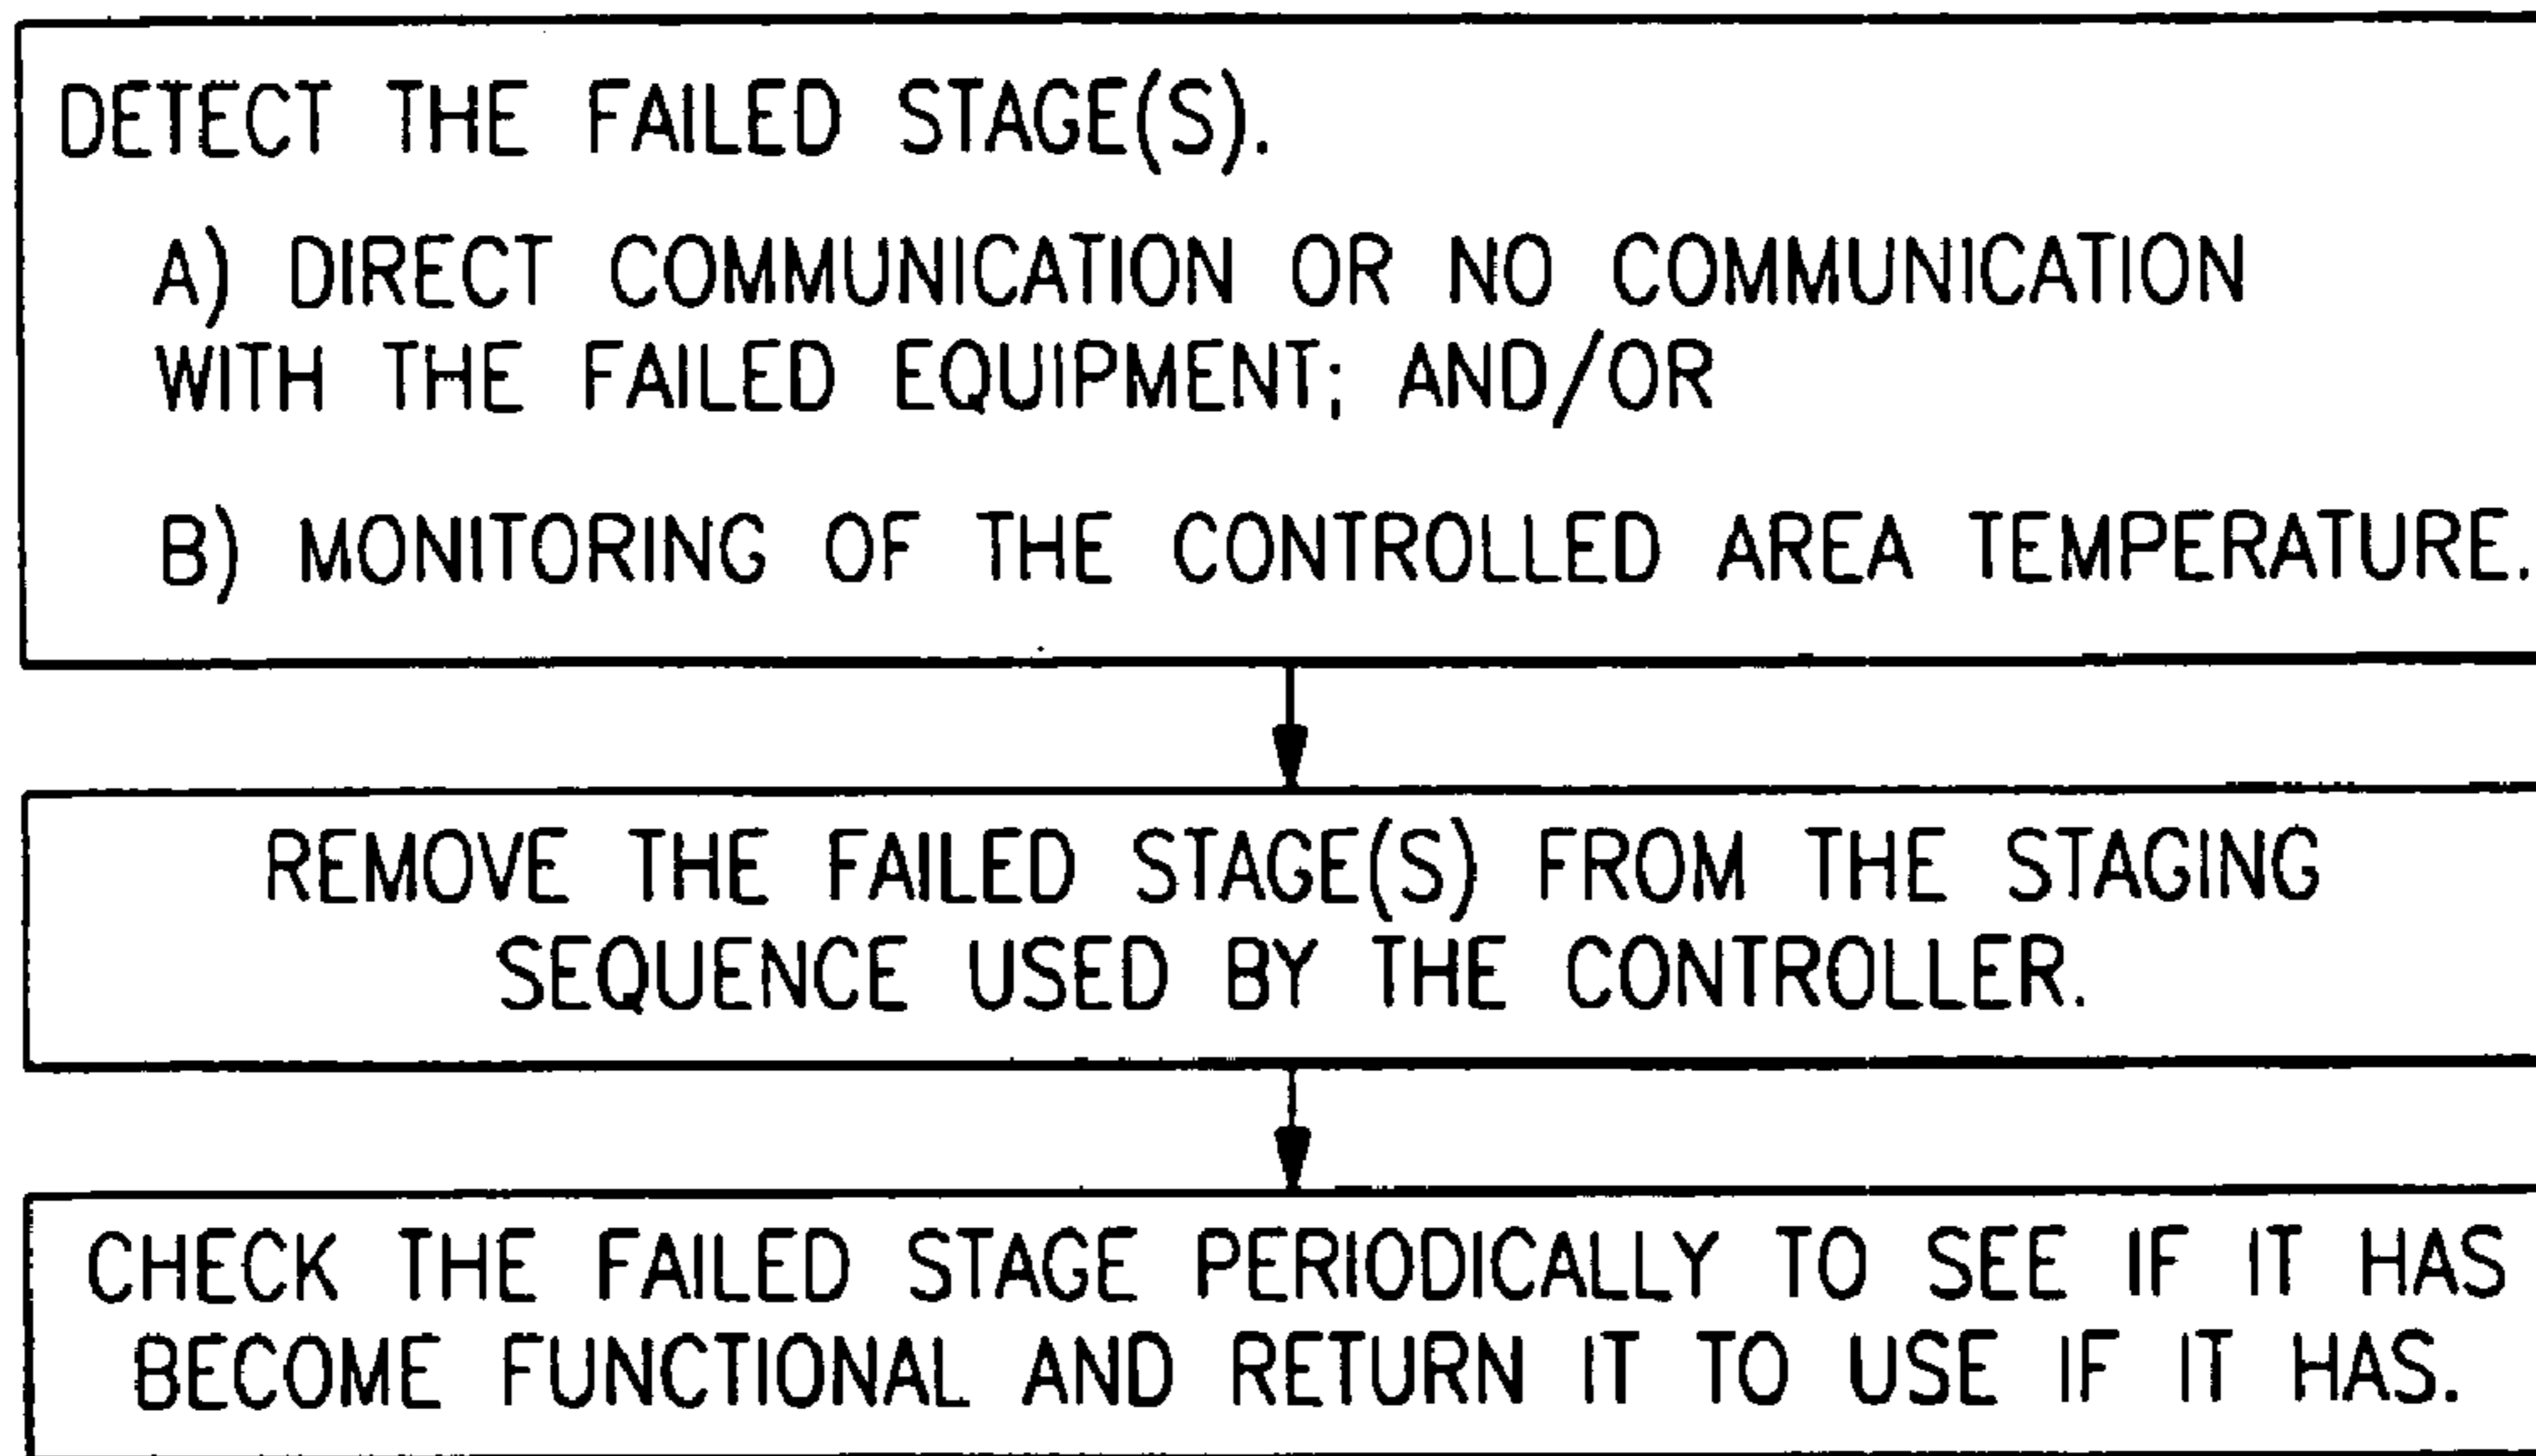 DETECT THE FAILED STAGE(S).
A) DIRECT COMMUNICATION OR NO COMMUNICATION
WITH THE FAILED EQUIPMENT; AND/OR
B) MONITORING OF THE CONTROLLED AREA TEMPERATURE.
REMOVE THE FAILED STAGE(S) FROM THE STAGING
SEQUENCE USED BY THE CONTROLLER.
CHECK THE FAILED STAGE PERIODICALLY TO SEE IF IT HAS
BECOME FUNCTIONAL AND RETURN IT TO USE IF IT HAS.